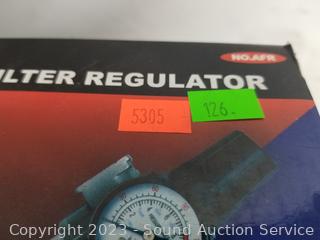 NO.AFR
ILTER REGULATOR
5305
126.
Copyright 2023 - Sound Auction Service